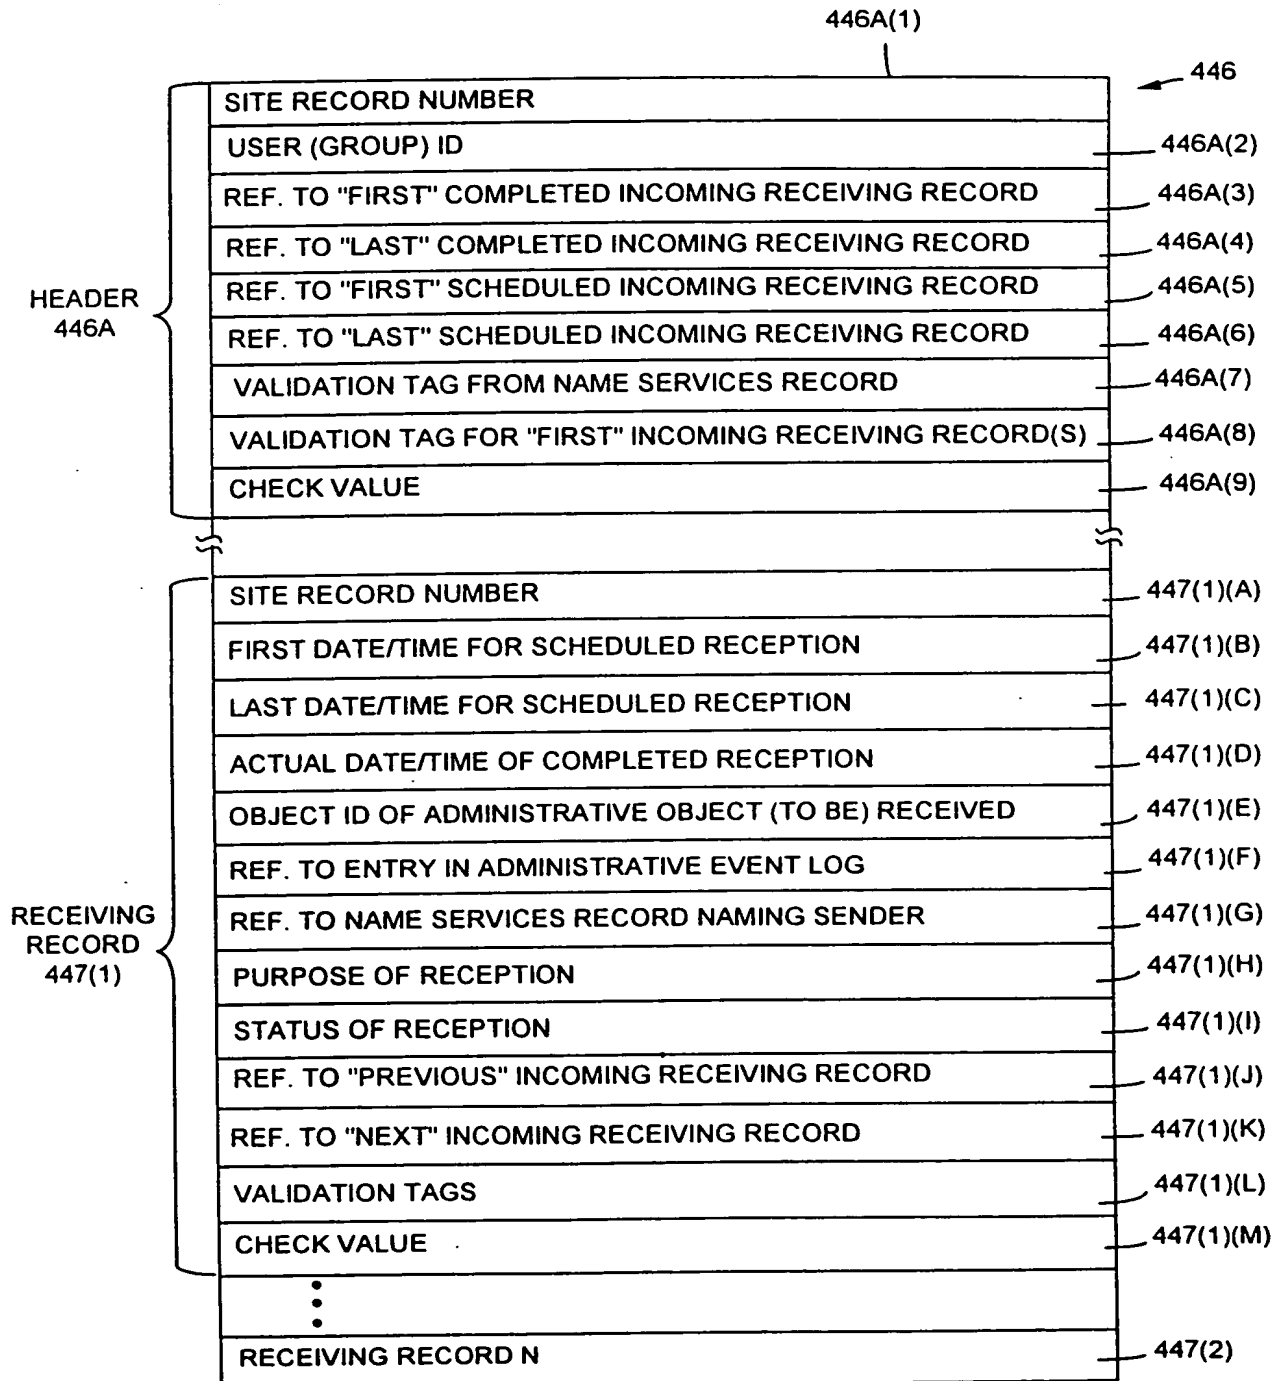 446A(1)
446
SITE RECORD NUMBER
USER (GROUP) ID
446A(2)
REF. TO "FIRST" COMPLETED INCOMING RECEIVING RECORD
446A(3)
REF. TO "LAST" COMPLETED INCOMING RECEIVING RECORD
446A(4)
REF. TO "FIRST" SCHEDULED INCOMING RECEIVING RECORD
446A(5)
HEADER
446A
REF. TO "LAST" SCHEDULED INCOMING RECEIVING RECORD
446A(6)
VALIDATION TAG FROM NAME SERVICES RECORD
446A(7)
VALIDATION TAG FOR "FIRST" INCOMING RECEIVING RECORD(S)
446A(8)
CHECK VALUE
446A(9)
SITE RECORD NUMBER
447(1)(A)
FIRST DATE/TIME FOR SCHEDULED RECEPTION
447(1)(B)
LAST DATE/TIME FOR SCHEDULED RECEPTION
447(1)(C)
ACTUAL DATE/TIME OF COMPLETED RECEPTION
447(1)(D)
OBJECT ID OF ADMINISTRATIVE OBJECT (TO BE) RECEIVED
447(1)(E)
REF. TO ENTRY IN ADMINISTRATIVE EVENT LOG
447(1)(F)
RECEIVING
RECORD
447(1)
REF. TO NAME SERVICES RECORD NAMING SENDER
447(1)(G)
PURPOSE OF RECEPTION
447(1)(H)
STATUS OF RECEPTION
447(1)(I)
REF. TO "PREVIOUS" INCOMING RECEIVING RECORD
447(1)(J)
REF. TO "NEXT" INCOMING RECEIVING RECORD
447(1)(K)
VALIDATION TAGS
447(1)(L)
CHECK VALUE
447(1)(M)
RECEIVING RECORD N
447(2)